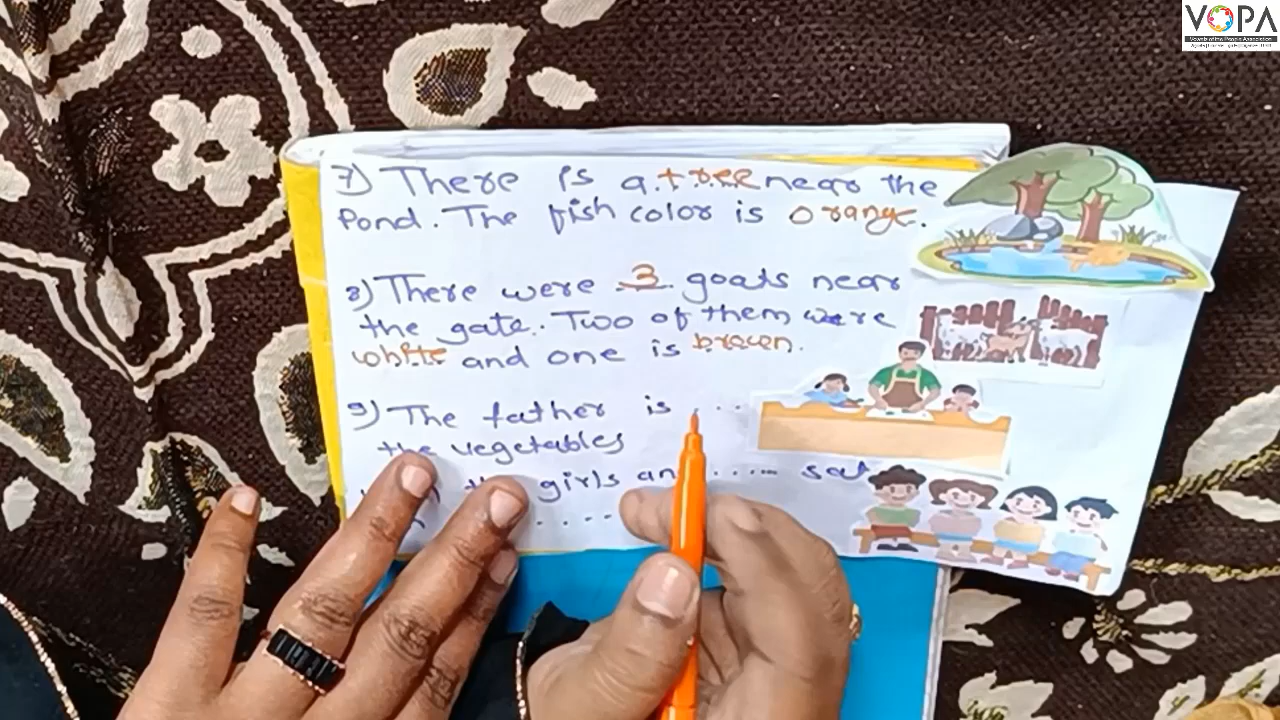 VOPA
7) There is a tree near the
Pond. The fish color is orange.
8) There were 3 goats near
the gate. Two of them were
white and one is brown.
9) The father is ...
the vegetables
girls an ..... sat
.....